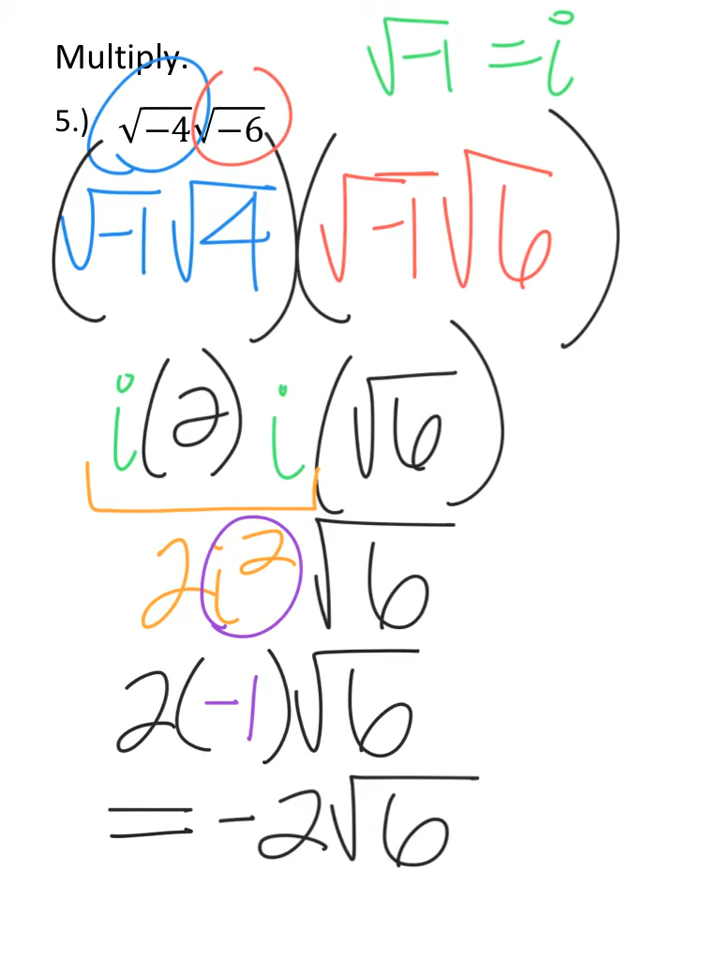 √-1 = i
Multiply.
5.) √−4√−6
(√-1 √4)(√-1 √6)
i(2) i(√6)
2i² √6
2(-1)√6
= -2√6